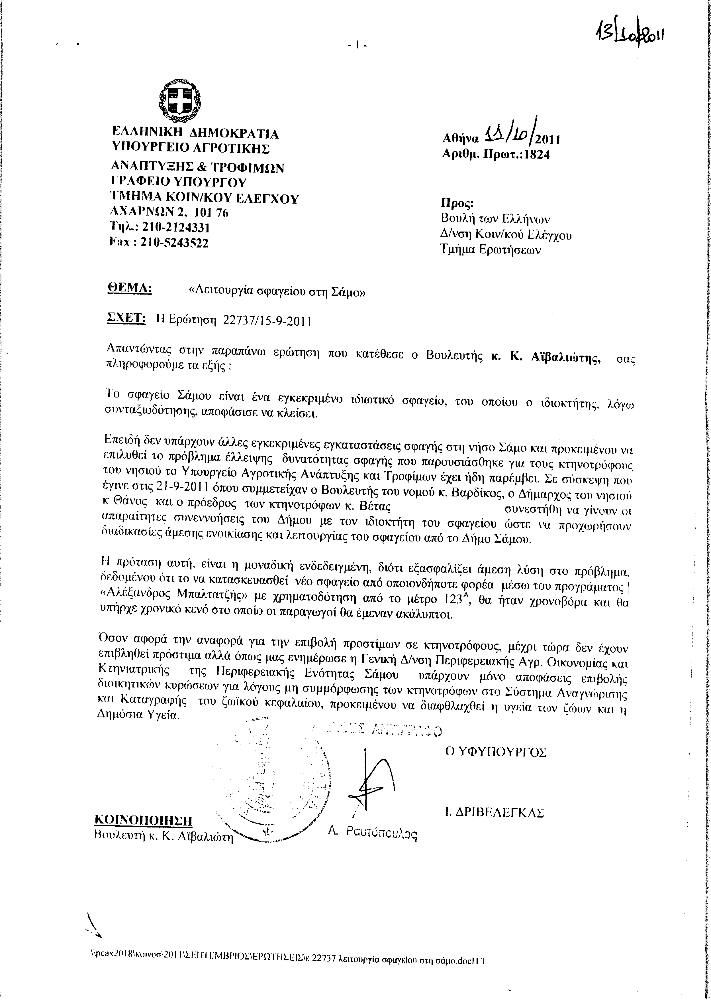 13/10/2011
- 1 -
ΕΛΛΗΝΙΚΗ ΔΗΜΟΚΡΑΤΙΑ
ΥΠΟΥΡΓΕΙΟ ΑΓΡΟΤΙΚΗΣ
ΑΝΑΠΤΥΞΗΣ & ΤΡΟΦΙΜΩΝ
ΓΡΑΦΕΙΟ ΥΠΟΥΡΓΟΥ
ΤΜΗΜΑ ΚΟΙΝ/ΚΟΥ ΕΛΕΓΧΟΥ
ΑΧΑΡΝΩΝ 2, 101 76
Τηλ.: 210-2124331
Fax : 210-5243522
Αθήνα 11/10/2011
Αριθμ. Πρωτ.:1824
Προς:
Βουλή των Ελλήνων
Δ/νση Κοιν/κού Ελέγχου
Τμήμα Ερωτήσεων
ΘΕΜΑ: «Λειτουργία σφαγείου στη Σάμο»
ΣΧΕΤ: Η Ερώτηση 22737/15-9-2011
Απαντώντας στην παραπάνω ερώτηση που κατέθεσε ο Βουλευτής κ. Κ. Αϊβαλιώτης, σας
πληροφορούμε τα εξής :
Το σφαγείο Σάμου είναι ένα εγκεκριμένο ιδιωτικό σφαγείο, του οποίου ο ιδιοκτήτης, λόγω
συνταξιοδότησης, αποφάσισε να κλείσει.
Επειδή δεν υπάρχουν άλλες εγκεκριμένες εγκαταστάσεις σφαγής στη νήσο Σάμο και προκειμένου να
επιλυθεί το πρόβλημα έλλειψης δυνατότητας σφαγής που παρουσιάσθηκε για τους κτηνοτρόφους
του νησιού το Υπουργείο Αγροτικής Ανάπτυξης και Τροφίμων έχει ήδη παρέμβει. Σε σύσκεψη που
έγινε στις 21-9-2011 όπου συμμετείχαν ο Βουλευτής του νομού κ. Βαρδίκος, ο Δήμαρχος του νησιού
κ Θάνος και ο πρόεδρος των κτηνοτρόφων κ. Βέτας συνεστήθη να γίνουν οι
απαραίτητες συνεννοήσεις του Δήμου με τον ιδιοκτήτη του σφαγείου ώστε να προχωρήσουν
διαδικασίες άμεσης ενοικίασης και λειτουργίας του σφαγείου από το Δήμο Σάμου.
Η πρόταση αυτή, είναι η μοναδική ενδεδειγμένη, διότι εξασφαλίζει άμεση λύση στο πρόβλημα,
δεδομένου ότι το να κατασκευασθεί νέο σφαγείο από οποιονδήποτε φορέα μέσω του προγράματος
«Αλέξανδρος Μπαλτατζής» με χρηματοδότηση από το μέτρο 123Α, θα ήταν χρονοβόρα και θα
υπήρχε χρονικό κενό στο οποίο οι παραγωγοί θα έμεναν ακάλυπτοι.
Όσον αφορά την αναφορά για την επιβολή προστίμων σε κτηνοτρόφους, μέχρι τώρα δεν έχουν
επιβληθεί πρόστιμα αλλά όπως μας ενημέρωσε η Γενική Δ/νση Περιφερειακής Αγρ. Οικονομίας και
Κτηνιατρικής της Περιφερειακής Ενότητας Σάμου υπάρχουν μόνο αποφάσεις επιβολής
διοικητικών κυρώσεων για λόγους μη συμμόρφωσης των κτηνοτρόφων στο Σύστημα Αναγνώρισης
και Καταγραφής του ζωϊκού κεφαλαίου, προκειμένου να διαφθλαχθεί η υγεία των ζώων και η
Δημόσια Υγεία.
ΑΝΤΙΓΡΑΦΟ
Ο ΥΦΥΠΟΥΡΓΟΣ
Ι. ΔΡΙΒΕΛΕΓΚΑΣ
Α. Ραυτόπουλος
ΚΟΙΝΟΠΟΙΗΣΗ
Βουλευτή κ. Κ. Αϊβαλιώτη
\\pcax2018\κοινοσ\2011\ΣΕΠΤΕΜΒΡΙΟΣ\ΕΡΩΤΗΣΕΙΣ\ε 22737 λειτουργία σφαγείου στη σάμο.doc